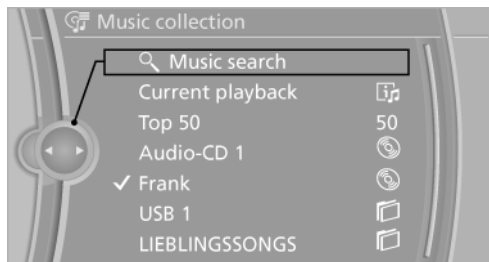 Music collection
Music search
Current playback
Top 50 50
Audio-CD 1
Frank
USB 1
LIEBLINGSSONGS